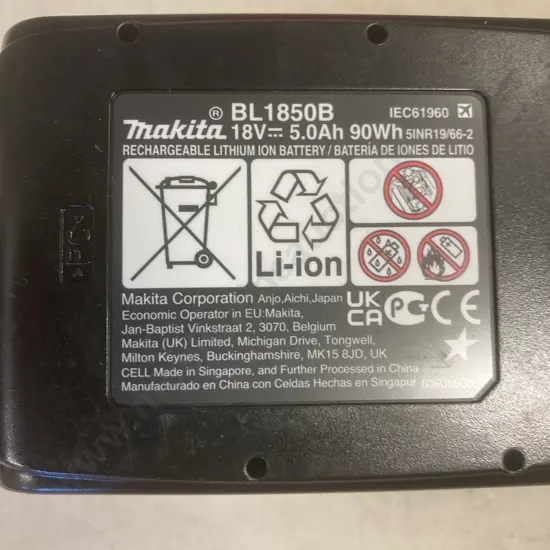 ® BL1850B IEC61960
makita 18V 5.0Ah 90Wh 5INR19/66-2
RECHARGEABLE LITHIUM ION BATTERY / BATERÍA DE IONES DE LITIO
Li-ion
Makita Corporation Anjo,Aichi,Japan
Economic Operator in EU:Makita,
Jan-Baptist Vinkstraat 2, 3070, Belgium
Makita (UK) Limited, Michigan Drive, Tongwell,
Milton Keynes, Buckinghamshire, MK15 8JD, UK
UK
CA
CE
CELL Made in Singapore, and Further Processed in China
Manufacturado en China con Celdas Hechas en Singapur